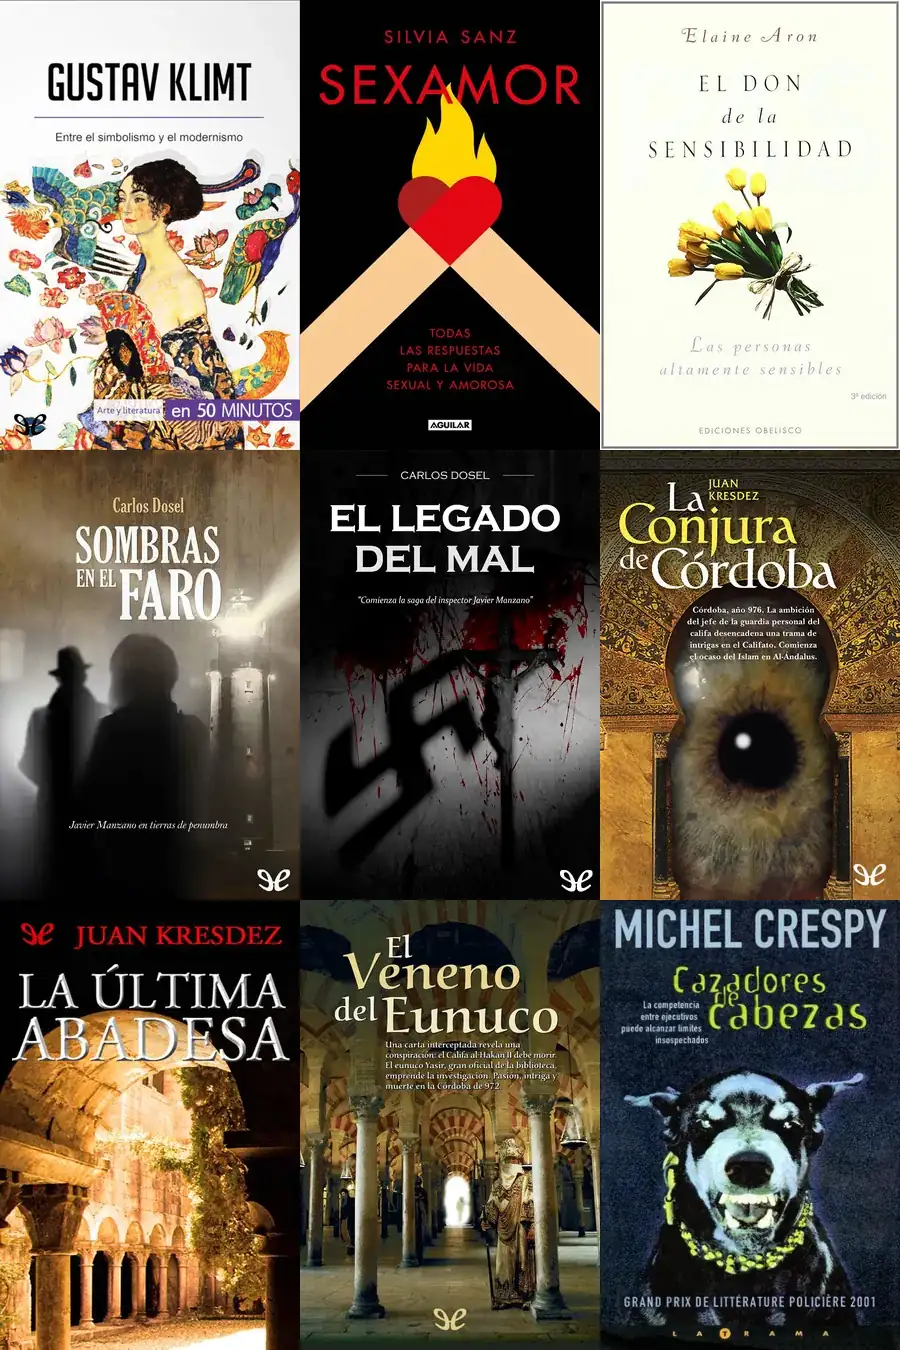 GUSTAV KLIMT
Entre el simbolismo y el modernismo
Arte y literatura
en 50 MINUTOS
SILVIA SANZ
SEXAMOR
TODAS
LAS RESPUESTAS
PARA LA VIDA
SEXUAL Y AMOROSA
AGUILAR
Elaine Aron
EL DON
de la
SENSIBILIDAD
Las personas
altamente sensibles
3ª edición
EDICIONES OBELISCO
Carlos Dosel
SOMBRAS
EN EL
FARO
Javier Manzano en tierras de penumbra
CARLOS DOSEL
EL LEGADO
DEL MAL
"Comienza la saga del inspector Javier Manzano"
JUAN
KRESDEZ
La
Conjura
de Córdoba
Córdoba, año 976. La ambición
del jefe de la guardia personal del
califa desencadena una trama de
intrigas en el Califato. Comienza
el ocaso del Islam en Al-Ándalus.
JUAN KRESDEZ
LA ÚLTIMA
ABADESA
El
Veneno
del Eunuco
Una carta interceptada revela una
conspiración: el Califa al Hakan II debe morir.
El eunuco Yasir, gran oficial de la biblioteca,
emprende la investigación. Pasión, intriga y
muerte en la Córdoba de 972.
MICHEL CRESPY
Cazadores
de
cabezas
La competencia
entre ejecutivos
puede alcanzar límites
insospechados
GRAND PRIX DE LITTÉRATURE POLICIÈRE 2001
LA TRAMA